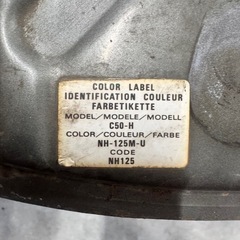 COLOR LABEL
IDENTIFICATION COULEUR
FARBETIKETTE
MODEL/MODELE/MODELL
C50-H
COLOR/COULEUR/FARBE
NH-125M-U
CODE
NH125